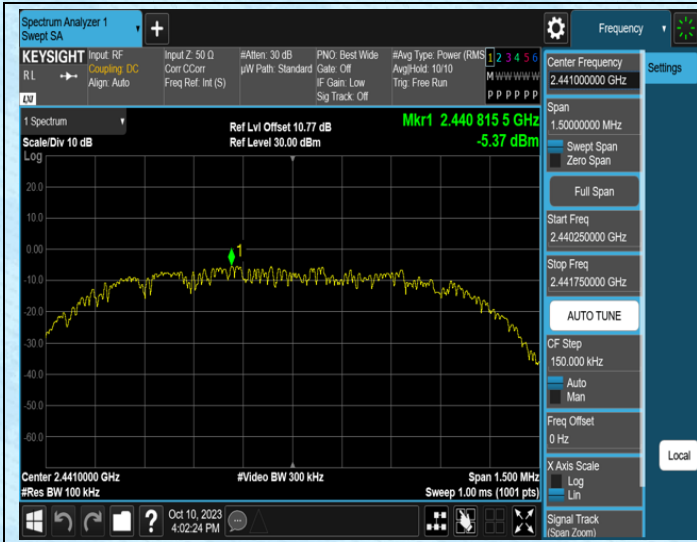 Spectrum Analyzer 1
Swept SA
Frequency
KEYSIGHT
RL
LXI
Input: RF
Coupling: DC
Align: Auto
Input Z: 50 Ω
Corr CCorr
Freq Ref: Int (S)
#Atten: 30 dB
µW Path: Standard
PNO: Best Wide
Gate: Off
IF Gain: Low
Sig Track: Off
#Avg Type: Power (RMS
Avg|Hold: 10/10
Trig: Free Run
1 2 3 4 5 6
M W W W W W
P P P P P P
1 Spectrum
Scale/Div 10 dB
Log
Ref Lvl Offset 10.77 dB
Ref Level 30.00 dBm
Mkr1 2.440 815 5 GHz
-5.37 dBm
20.0
10.0
0.00
-10.0
-20.0
-30.0
-40.0
-50.0
-60.0
1
Center 2.4410000 GHz
#Res BW 100 kHz
#Video BW 300 kHz
Span 1.500 MHz
Sweep 1.00 ms (1001 pts)
Oct 10, 2023
4:02:24 PM
Center Frequency
2.441000000 GHz
Settings
Span
1.50000000 MHz
Swept Span
Zero Span
Full Span
Start Freq
2.440250000 GHz
Stop Freq
2.441750000 GHz
AUTO TUNE
CF Step
150.000 kHz
Auto
Man
Freq Offset
0 Hz
X Axis Scale
Log
Lin
Local
Signal Track
(Span Zoom)